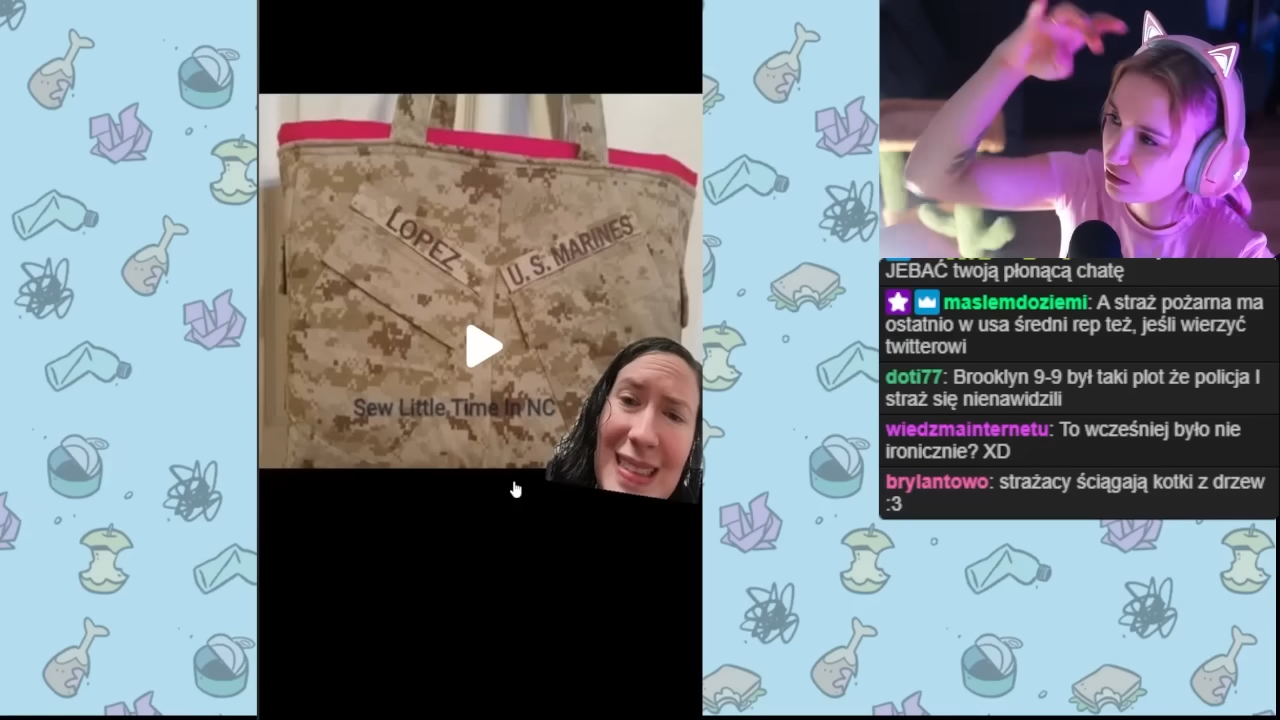 LOPEZ
U.S. MARINES
Sew Little Time In NC
JEBAĆ twoją płonącą chatę
maslemdoziemi: A straż pożarna ma
ostatnio w usa średni rep też, jeśli wierzyć
twitterowi
doti77: Brooklyn 9-9 był taki plot że policja I
straż się nienawidzili
wiedzmainternetu: To wcześniej było nie
ironicznie? XD
brylantowo: strażacy ściągają kotki z drzew
:3